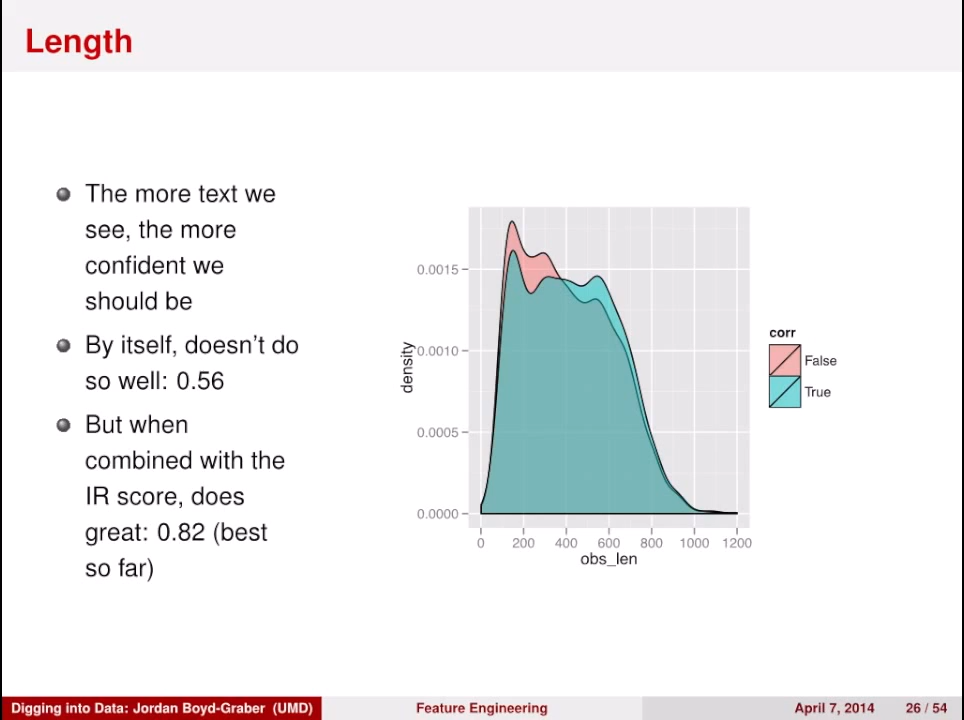 Length
The more text we
see, the more
confident we
should be
By itself, doesn't do
so well: 0.56
But when
combined with the
IR score, does
great: 0.82 (best
so far)
density
0.0015
0.0010
0.0005
0.0000
0 200 400 600 800 1000 1200
obs_len
corr
False
True
Digging into Data: Jordan Boyd-Graber (UMD) Feature Engineering April 7, 2014 26 / 54